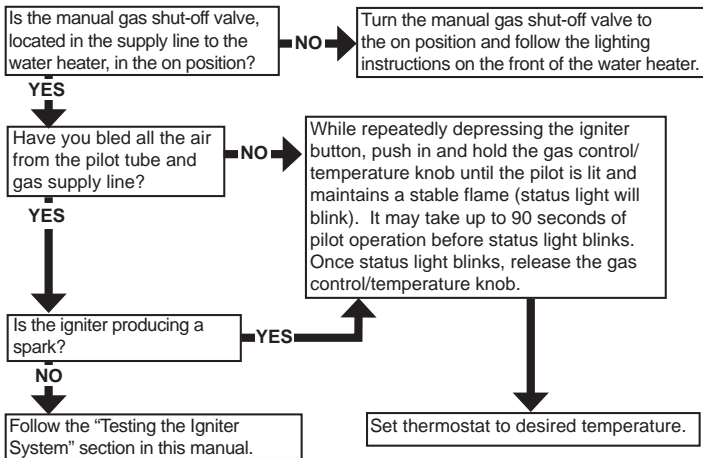 Is the manual gas shut-off valve,
located in the supply line to the
water heater, in the on position?
NO
Turn the manual gas shut-off valve to
the on position and follow the lighting
instructions on the front of the water heater.
YES
Have you bled all the air
from the pilot tube and
gas supply line?
NO
While repeatedly depressing the igniter
button, push in and hold the gas control/
temperature knob until the pilot is lit and
maintains a stable flame (status light will
blink).  It may take up to 90 seconds of
pilot operation before status light blinks.
Once status light blinks, release the gas
control/temperature knob.
YES
Is the igniter producing a
spark?
YES
NO
Follow the “Testing the Igniter
System” section in this manual.
Set thermostat to desired temperature.